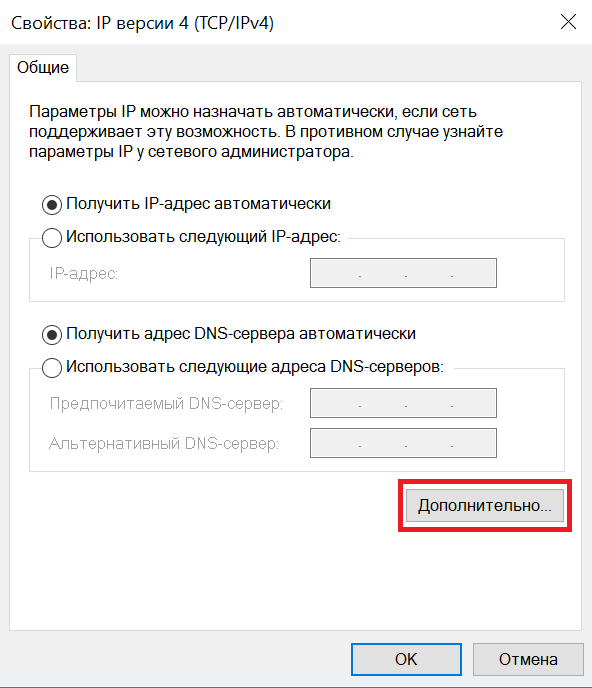 Свойства: IP версии 4 (TCP/IPv4)
Общие
Параметры IP можно назначать автоматически, если сеть
поддерживает эту возможность. В противном случае узнайте
параметры IP у сетевого администратора.
Получить IP-адрес автоматически
Использовать следующий IP-адрес:
IP-адрес:
Получить адрес DNS-сервера автоматически
Использовать следующие адреса DNS-серверов:
Предпочитаемый DNS-сервер:
Альтернативный DNS-сервер:
Дополнительно...
OK
Отмена